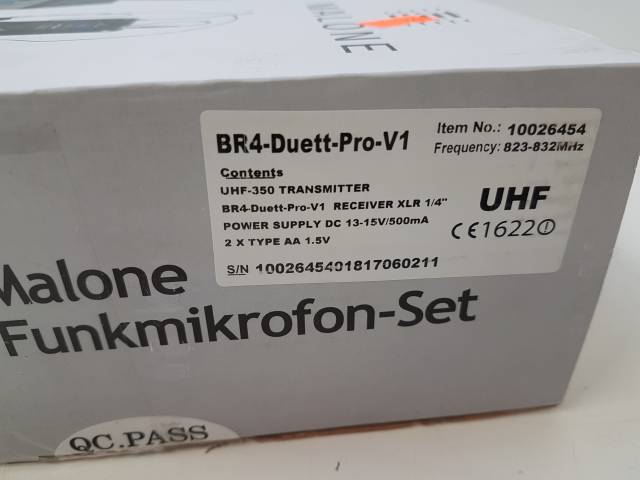 MALONE
BR4-Duett-Pro-V1
Item No.: 10026454
Frequency: 823-832MHz
Contents
UHF-350 TRANSMITTER
BR4-Duett-Pro-V1 RECEIVER XLR 1/4"
POWER SUPPLY DC 13-15V/500mA
2 X TYPE AA 1.5V
UHF
CE1622
S/N 1002645401817060211
Malone
Funkmikrofon-Set
QC.PASS